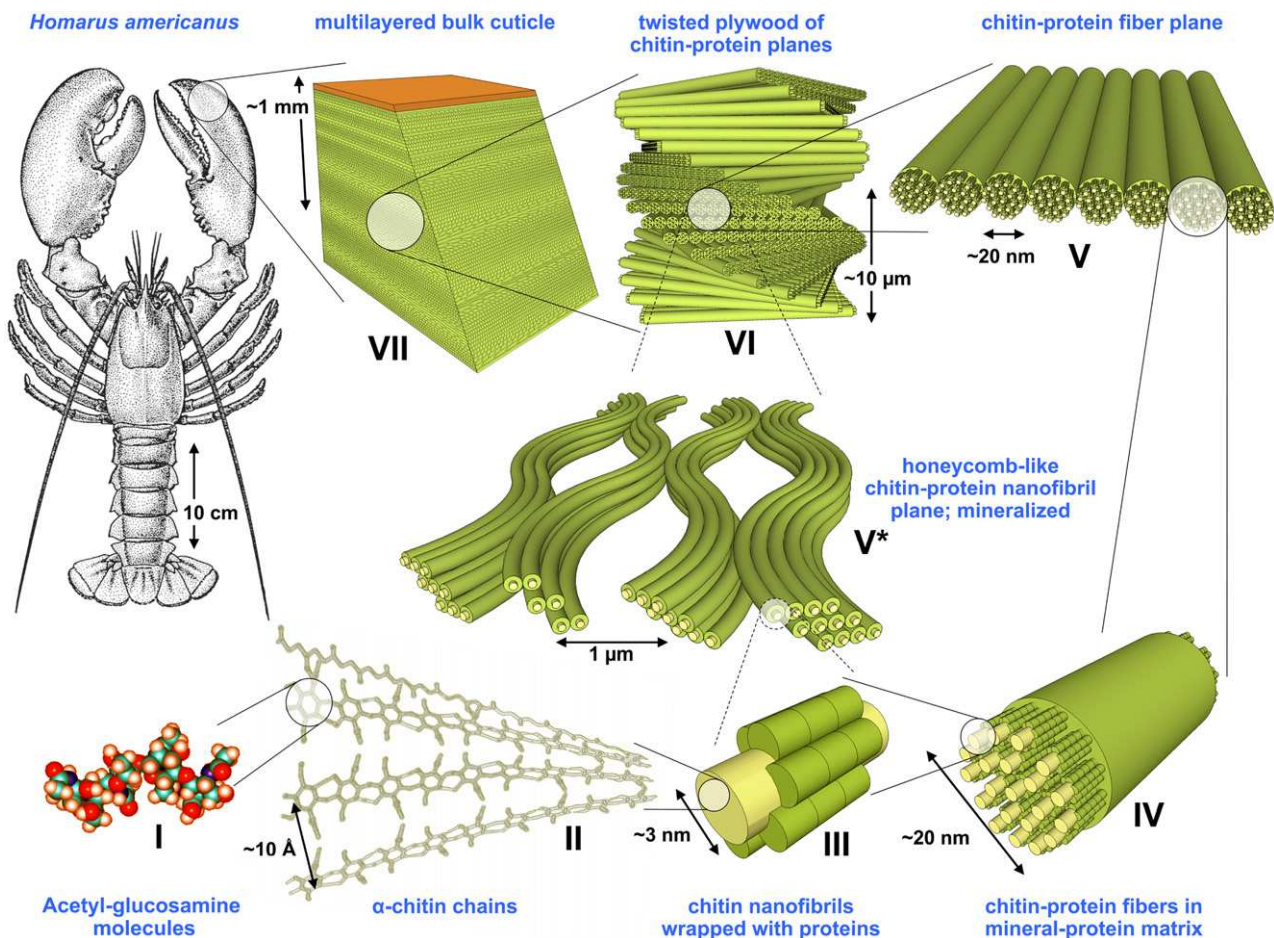 Homarus americanus
multilayered bulk cuticle
twisted plywood of
chitin-protein planes
chitin-protein fiber plane
~1 mm
VII
~10 µm
VI
~20 nm
V
10 cm
honeycomb-like
chitin-protein nanofibril
plane; mineralized
V*
1 µm
I
~10 Å
II
~3 nm
III
~20 nm
IV
Acetyl-glucosamine
molecules
α-chitin chains
chitin nanofibrils
wrapped with proteins
chitin-protein fibers in
mineral-protein matrix